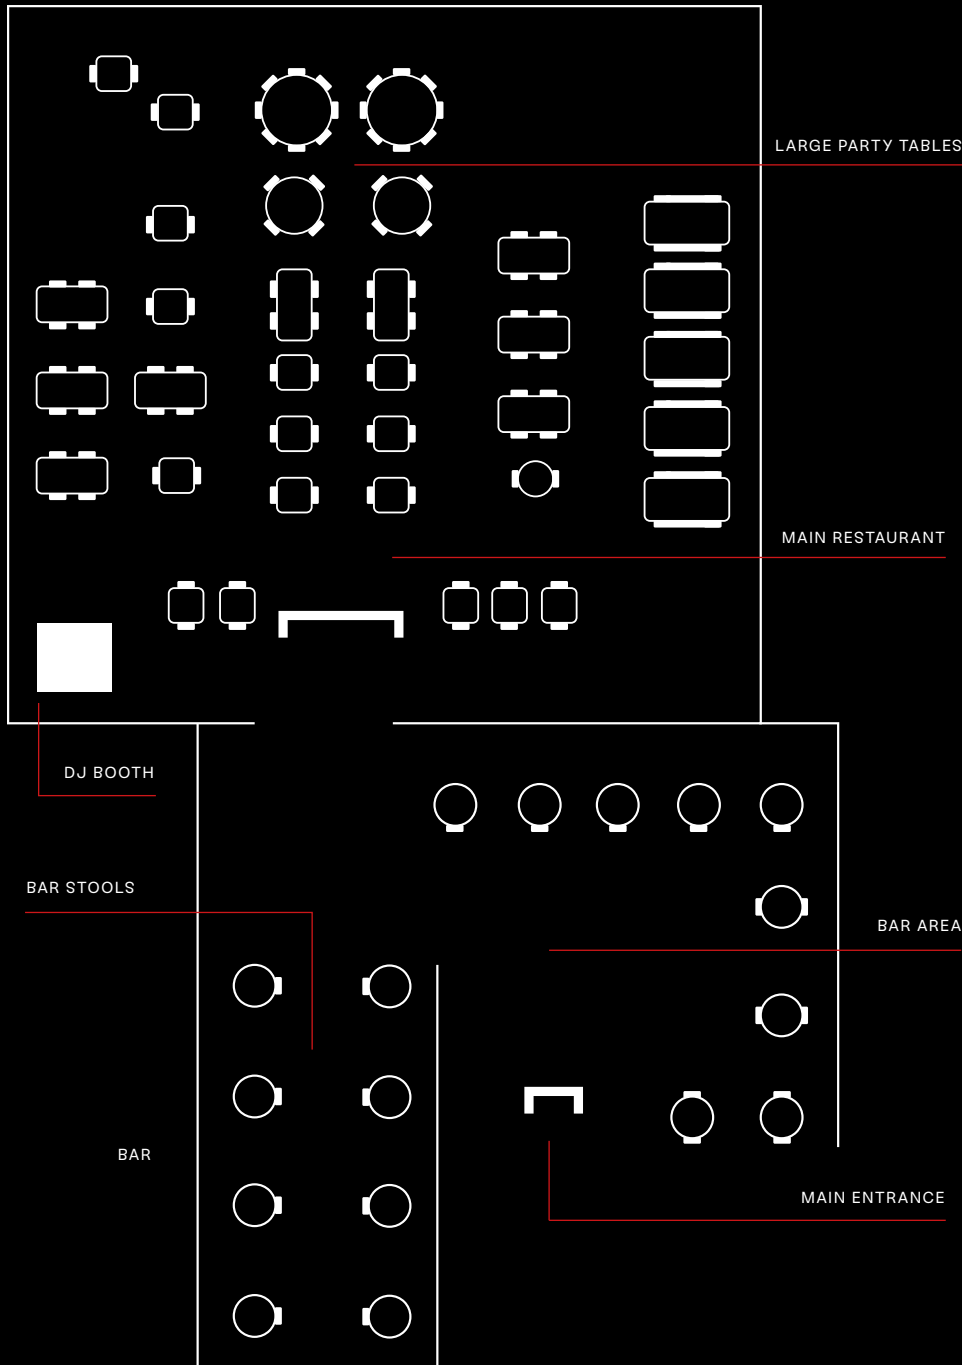 LARGE PARTY TABLES
MAIN RESTAURANT
DJ BOOTH
BAR STOOLS
BAR AREA
BAR
MAIN ENTRANCE